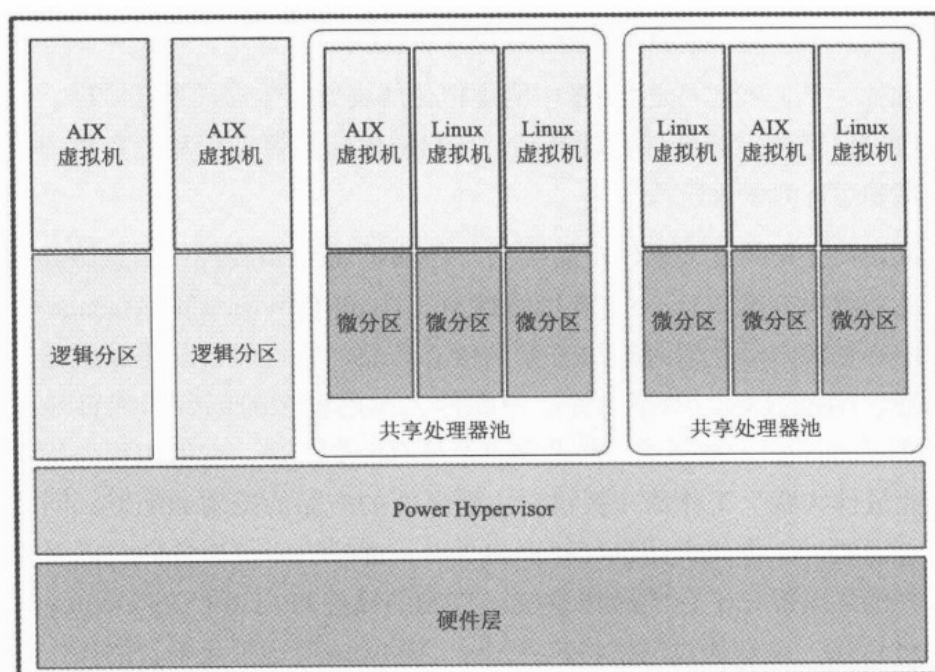 AIX
虚拟机
AIX
虚拟机
AIX
虚拟机
Linux
虚拟机
Linux
虚拟机
Linux
虚拟机
AIX
虚拟机
Linux
虚拟机
逻辑分区
逻辑分区
微分区
微分区
微分区
微分区
微分区
微分区
共享处理器池
共享处理器池
Power Hypervisor
硬件层